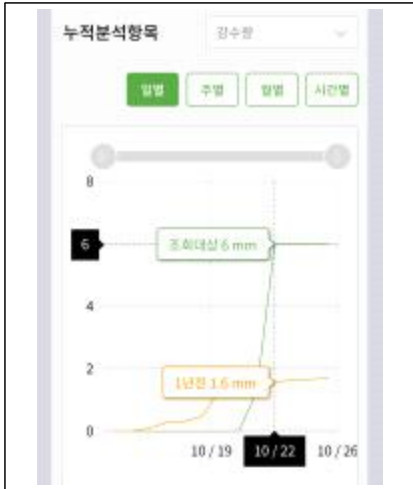 누적분석항목 강수량
일별 주별 월별 시간별
8
6
조회대상 6 mm
4
2
1년전 1.6 mm
0
10 / 19 10 / 22 10 / 26